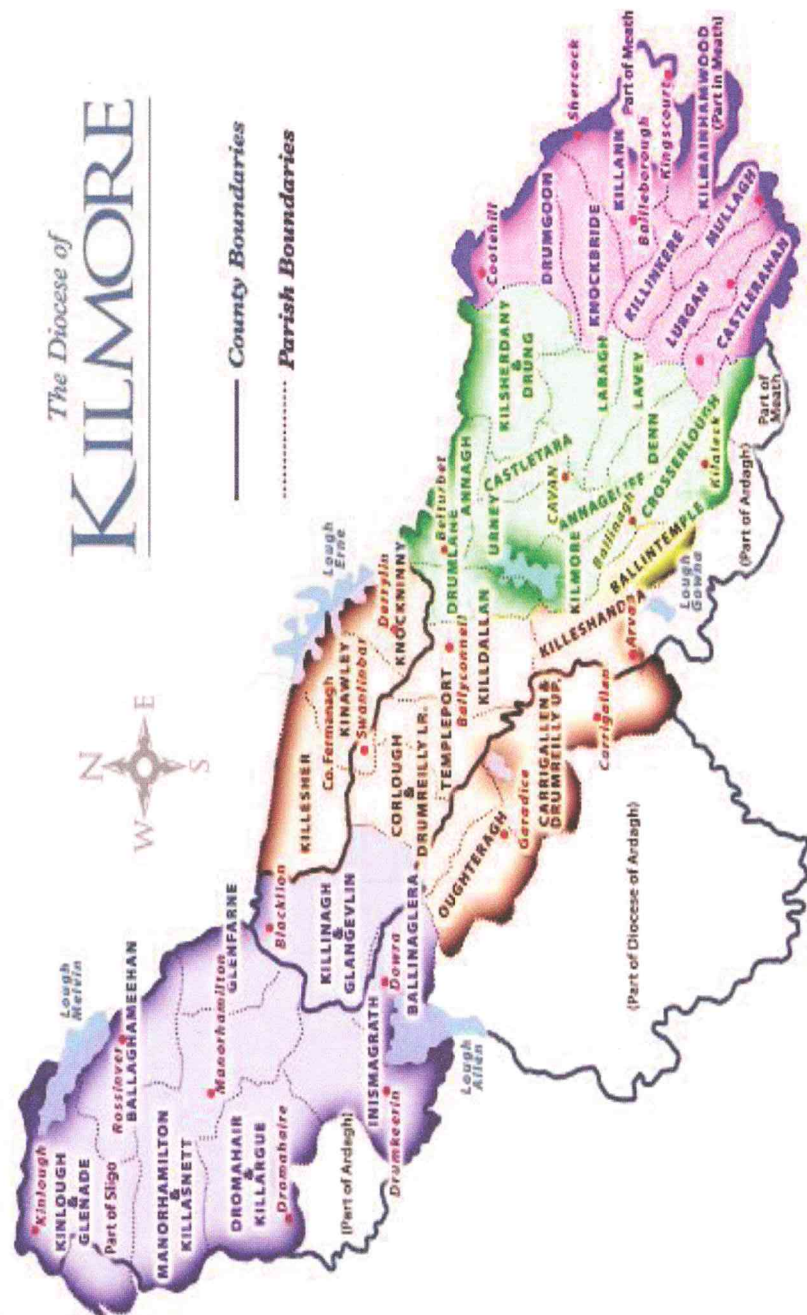 The Diocese of
KILMORE
County Boundaries
Parish Boundaries
N
W
E
S
Kinlough
KINLOUGH
&
GLENADE
Part of Sligo
Lough
Melvin
Rossinver
BALLAGHAMEEHAN
MANORHAMILTON
&
KILLASNETT
Manorhamilton
GLENFARNE
DROMAHAIR
&
KILLARGUE
Dromahaire
(Part of Ardagh)
INISMAGRATH
Drumkeerin
Dowra
BALLINAGLERA
Lough
Allen
Blacklion
KILLINAGH
&
GLANGEVLIN
KILLESHER
Co. Fermanagh
KINAWLEY
Swanlinbar
Lough
Erne
Derrylin
KNOCKNINNY
CORLOUGH
&
DRUMREILLY LR.
TEMPLEPORT
Ballyconnell
KILLDALLAN
OUGHTERAGH
Garadice
CARRIGALLEN &
DRUMREILLY UP.
Carrigallen
KILLESHANDRA
Arvagh
Lough
Gowna
(Part of Diocese of Ardagh)
Belturbet
DRUMLANE
ANNAGH
URNEY
CASTLETARA
CAVAN
ANNAGELIFF
KILMORE
Ballinagh
BALLINTEMPLE
CROSSERLOUGH
Kilnaleck
DENN
LAVEY
LARAGH
KILSHERDANY
&
DRUNG
(Part of Ardagh)
Part of
Meath
Cootehill
DRUNGOON
Shercock
KNOCKBRIDE
KILLANN
Bailieborough
Part of Meath
Kingscourt
KILMAINHAMWOOD
(Part in Meath)
KILLINKERE
MULLAGH
LURGAN
CASTLERAHAN